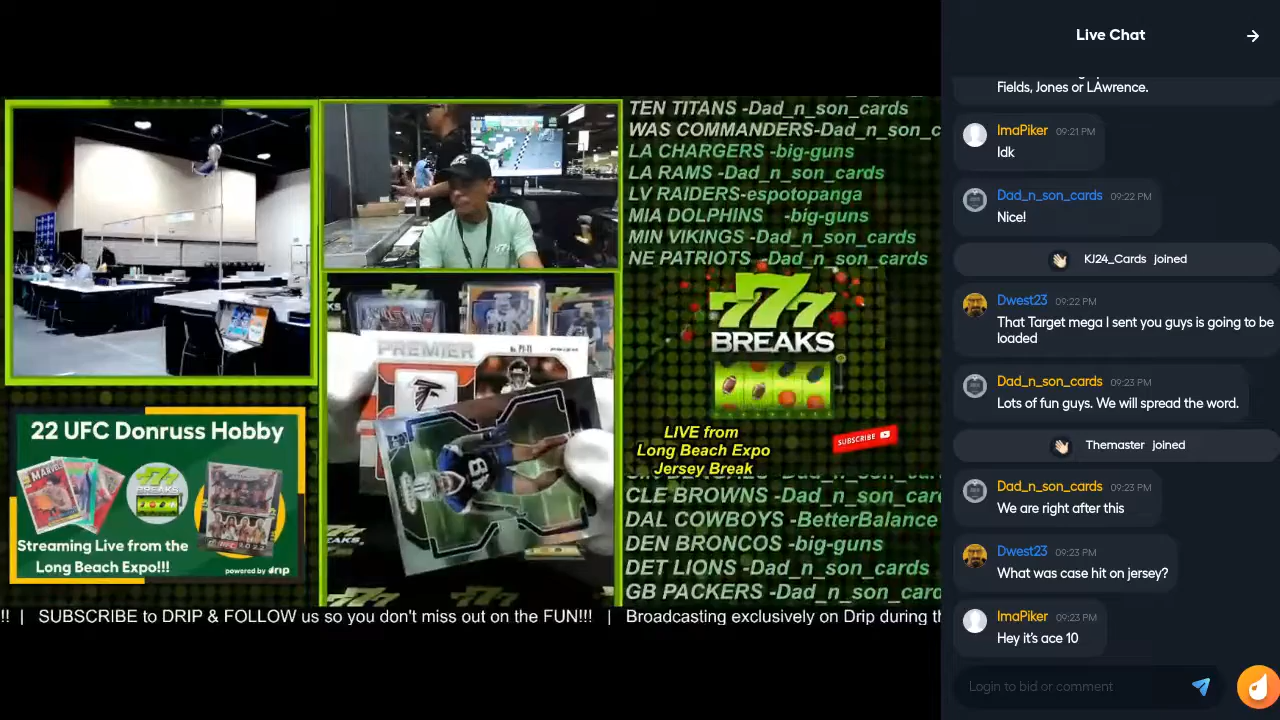 TEN TITANS -Dad_n_son_cards
WAS COMMANDERS-Dad_n_son_c
LA CHARGERS -big-guns
LA RAMS -Dad_n_son_cards
LV RAIDERS-espotopanga
MIA DOLPHINS -big-guns
MIN VIKINGS -Dad_n_son_cards
NE PATRIOTS -Dad_n_son_cards
777
BREAKS
LIVE from
Long Beach Expo
Jersey Break
SUBSCRIBE
CLE BROWNS -Dad_n_son_car
DAL COWBOYS -BetterBalance
DEN BRONCOS -big-guns
DET LIONS -Dad_n_son_cards
GB PACKERS -Dad_n_son_car
PREMIER
22 UFC Donruss Hobby
MARVEL
777
BREAKS
Streaming Live from the
Long Beach Expo!!!
powered by drip
!! | SUBSCRIBE to DRIP & FOLLOW us so you don't miss out on the FUN!!! | Broadcasting exclusively on Drip during th
Live Chat
Fields, Jones or LAwrence.
ImaPiker 09:21 PM
Idk
Dad_n_son_cards 09:22 PM
Nice!
KJ24_Cards joined
Dwest23 09:22 PM
That Target mega I sent you guys is going to be
loaded
Dad_n_son_cards 09:23 PM
Lots of fun guys. We will spread the word.
Themaster joined
Dad_n_son_cards 09:23 PM
We are right after this
Dwest23 09:23 PM
What was case hit on jersey?
ImaPiker 09:23 PM
Hey it's ace 10
Login to bid or comment